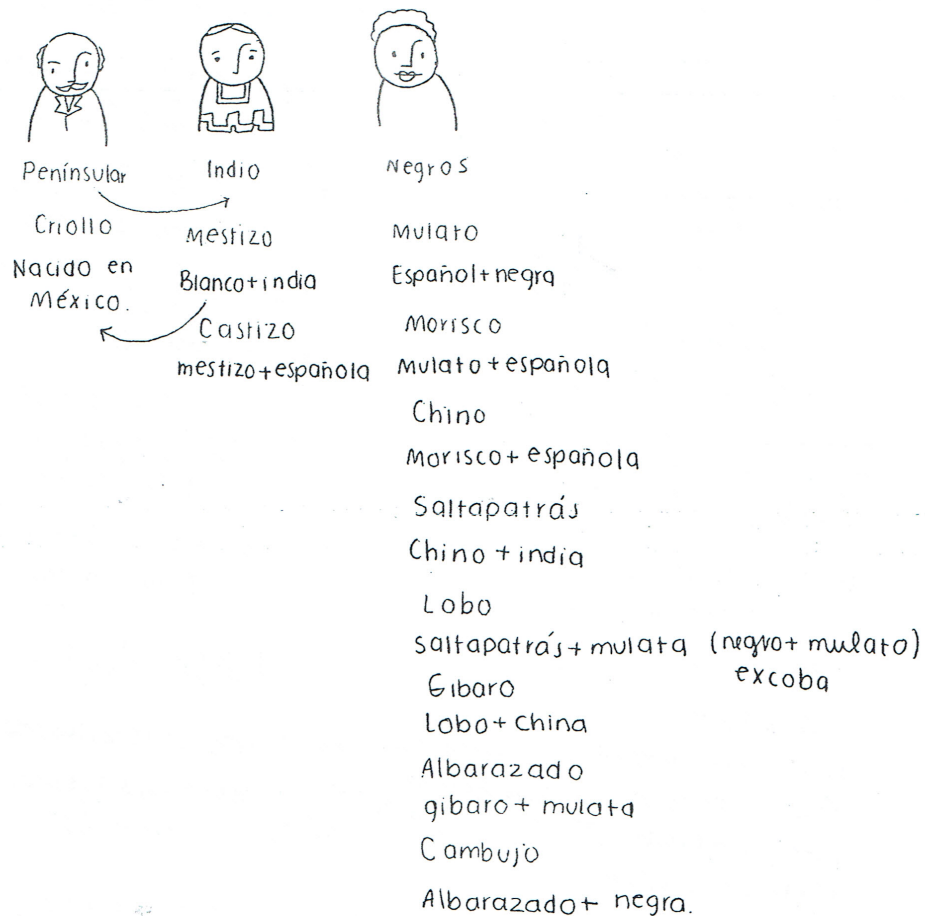 Penínsular
Indio
Negros
Criollo
Nacido en
México.
Mestizo
Blanco+india
Castizo
mestizo+española
Mulato
Español+negra
Morisco
Mulato+española
Chino
Morisco+española
Saltapatrás
Chino+india
Lobo
Saltapatrás+mulata (negro+mulato)
excoba
Gibaro
Lobo+china
Albarazado
gibaro+mulata
Cambujo
Albarazado+negra.